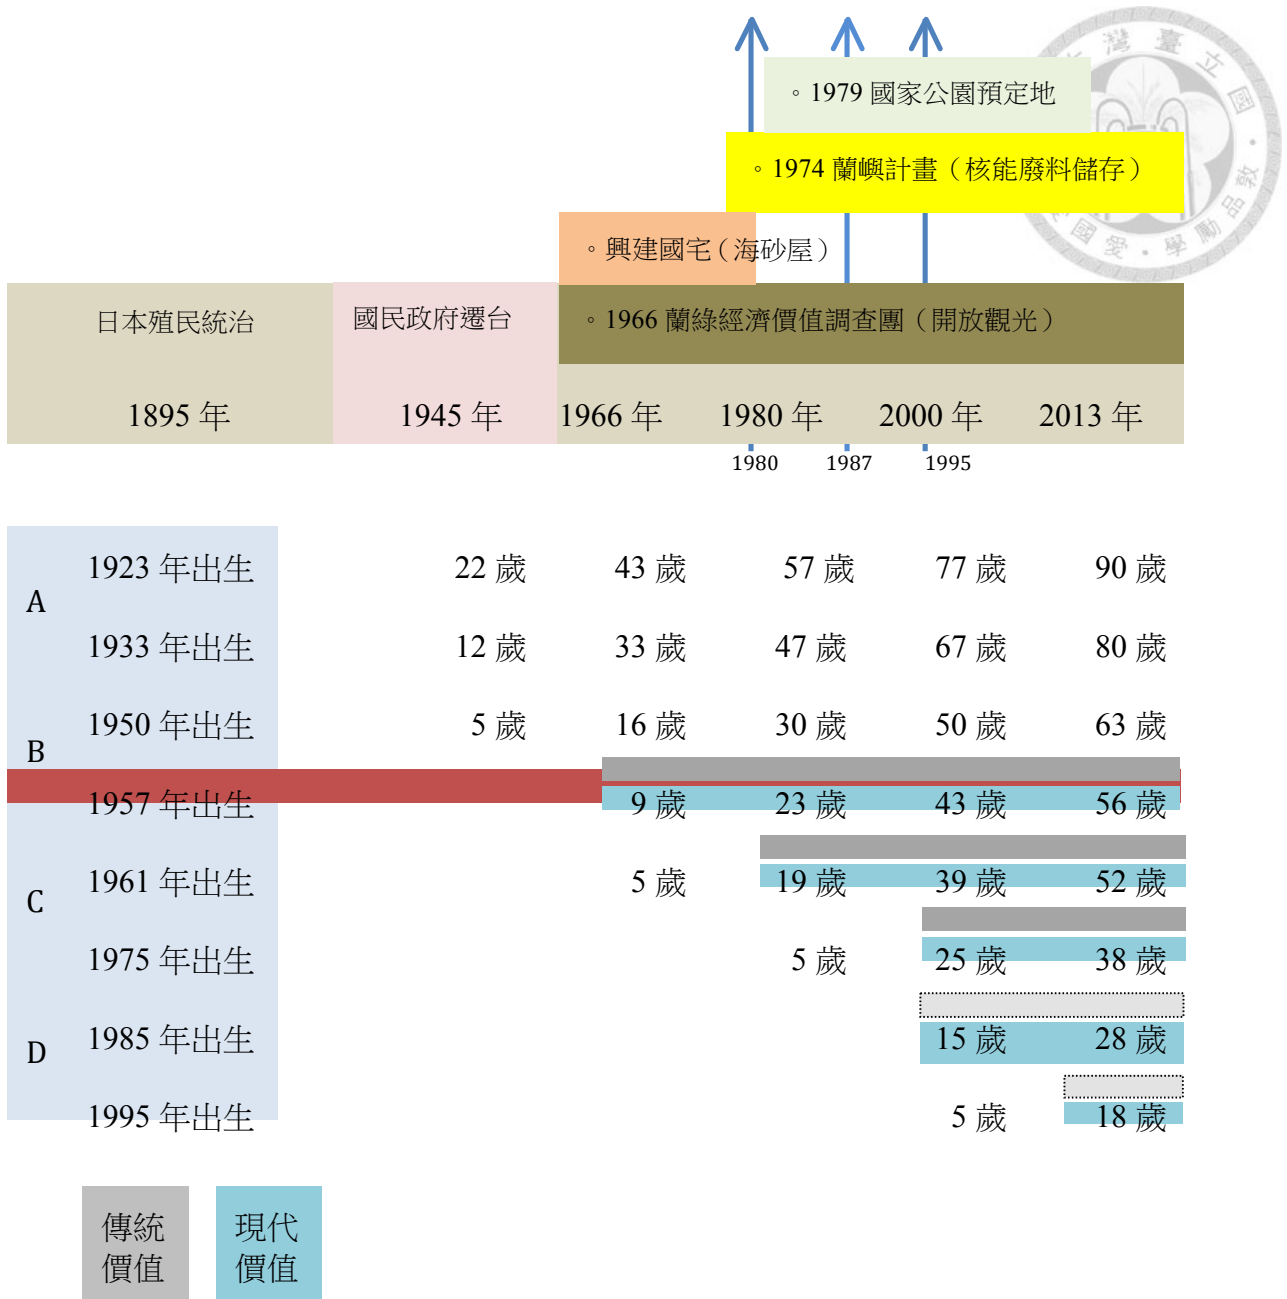 。1979 國家公園預定地
。1974 蘭嶼計畫（核能廢料儲存）
。興建國宅（海砂屋）
日本殖民統治 國民政府遷台 。1966 蘭綠經濟價值調查團（開放觀光）
1895 年 1945 年 1966 年 1980 年 2000 年 2013 年
1980 1987 1995
1923 年出生 22 歲 43 歲 57 歲 77 歲 90 歲
A
1933 年出生 12 歲 33 歲 47 歲 67 歲 80 歲
1950 年出生 5 歲 16 歲 30 歲 50 歲 63 歲
B
1957 年出生 9 歲 23 歲 43 歲 56 歲
1961 年出生 5 歲 19 歲 39 歲 52 歲
C
1975 年出生 5 歲 25 歲 38 歲
1985 年出生 15 歲 28 歲
D
1995 年出生 5 歲 18 歲
傳統
價值
現代
價值